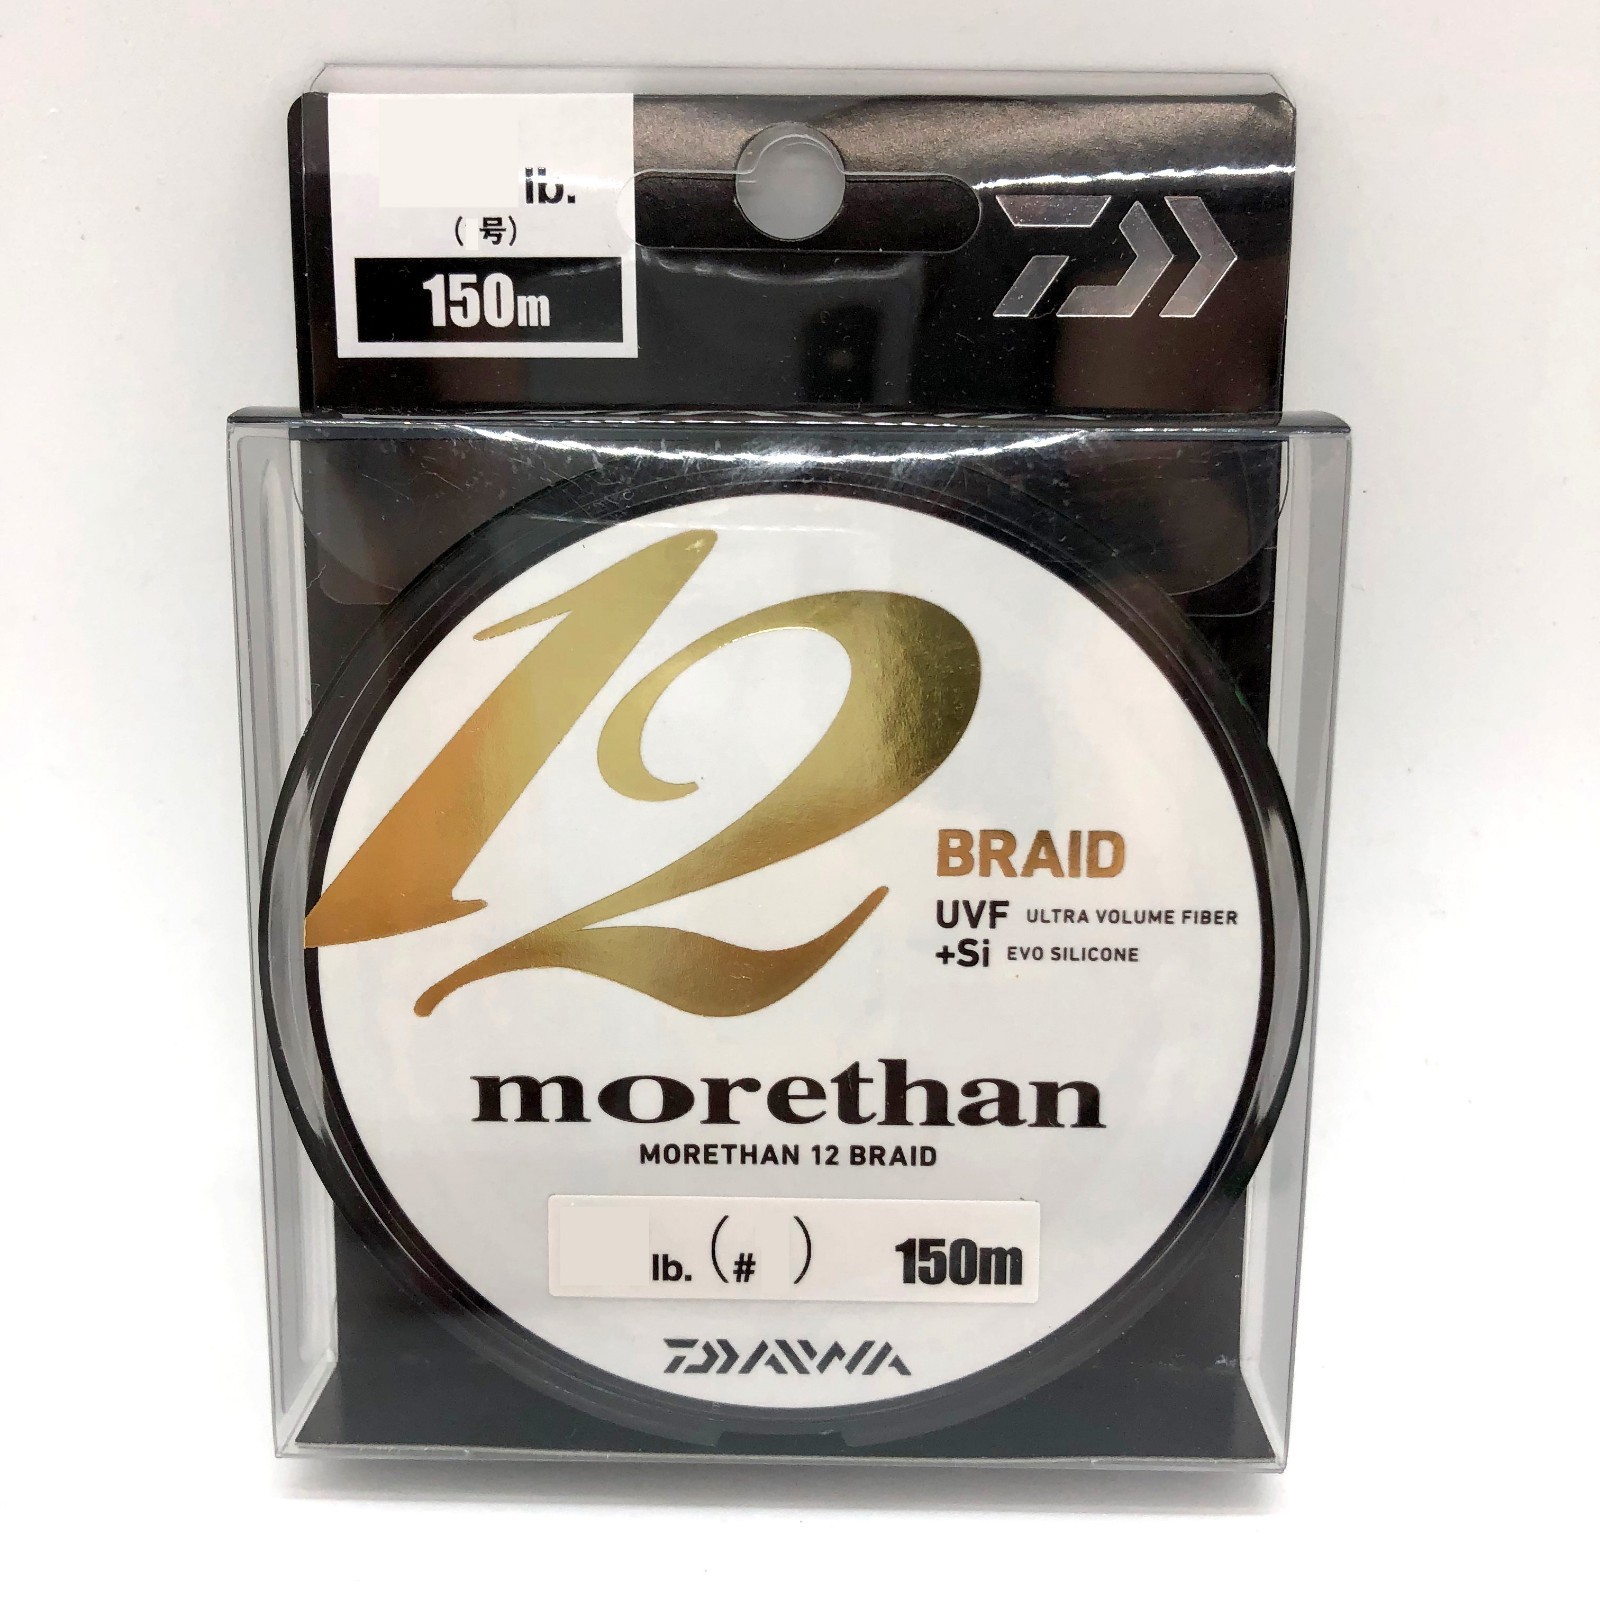 lb.
(号)
150m
12
BRAID
UVF ULTRA VOLUME FIBER
+Si EVO SILICONE
morethan
MORETHAN 12 BRAID
lb. (# ) 150m
DAIWA